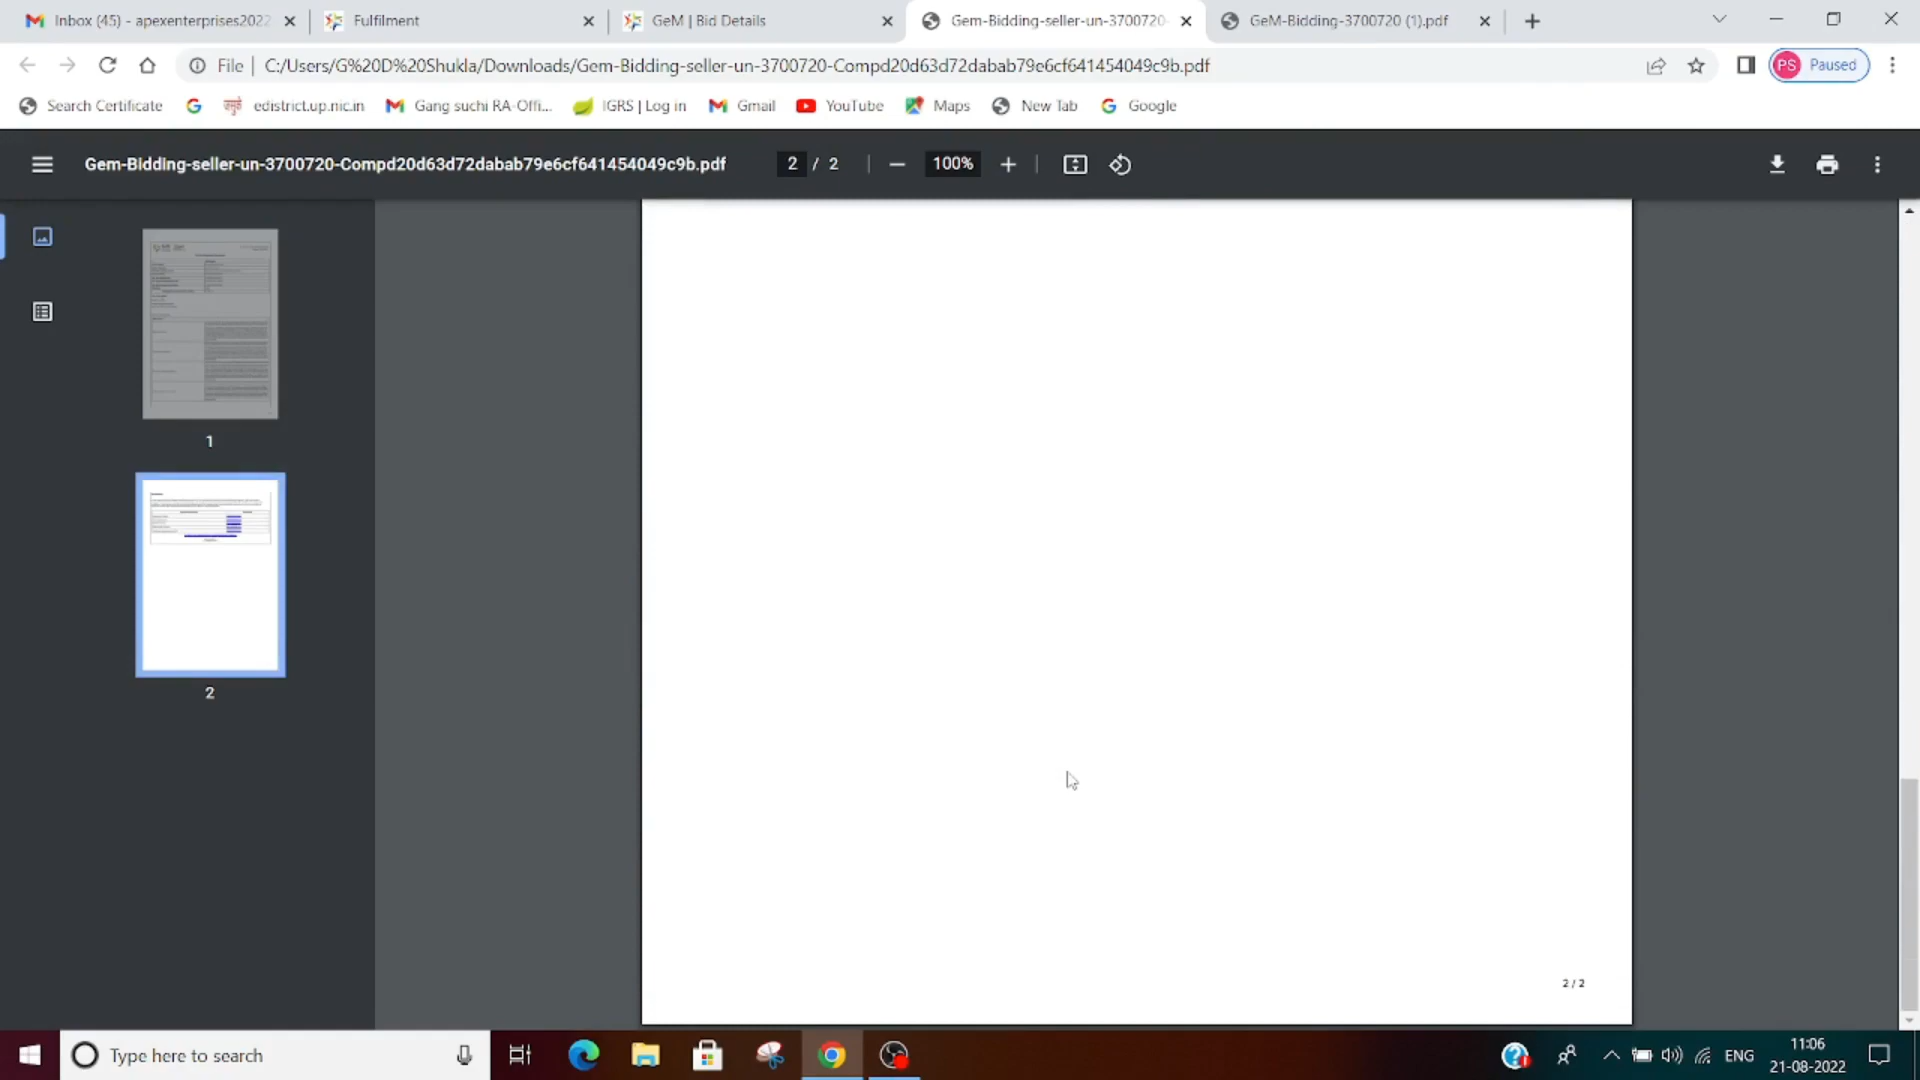 Inbox (45) - apexenterprises2022
Fulfilment
GeM | Bid Details
Gem-Bidding-seller-un-3700720-
GeM-Bidding-3700720 (1).pdf
File
C:/Users/G%20D%20Shukla/Downloads/Gem-Bidding-seller-un-3700720-Compd20d63d72dabab79e6cf641454049c9b.pdf
PS Paused
Search Certificate
edistrict.up.nic.in
Gang suchi RA-Offi...
IGRS | Log in
Gmail
YouTube
Maps
New Tab
Google
Gem-Bidding-seller-un-3700720-Compd20d63d72dabab79e6cf641454049c9b.pdf
2 / 2
100%
1
2
2 / 2
Type here to search
ENG
11:06
21-08-2022